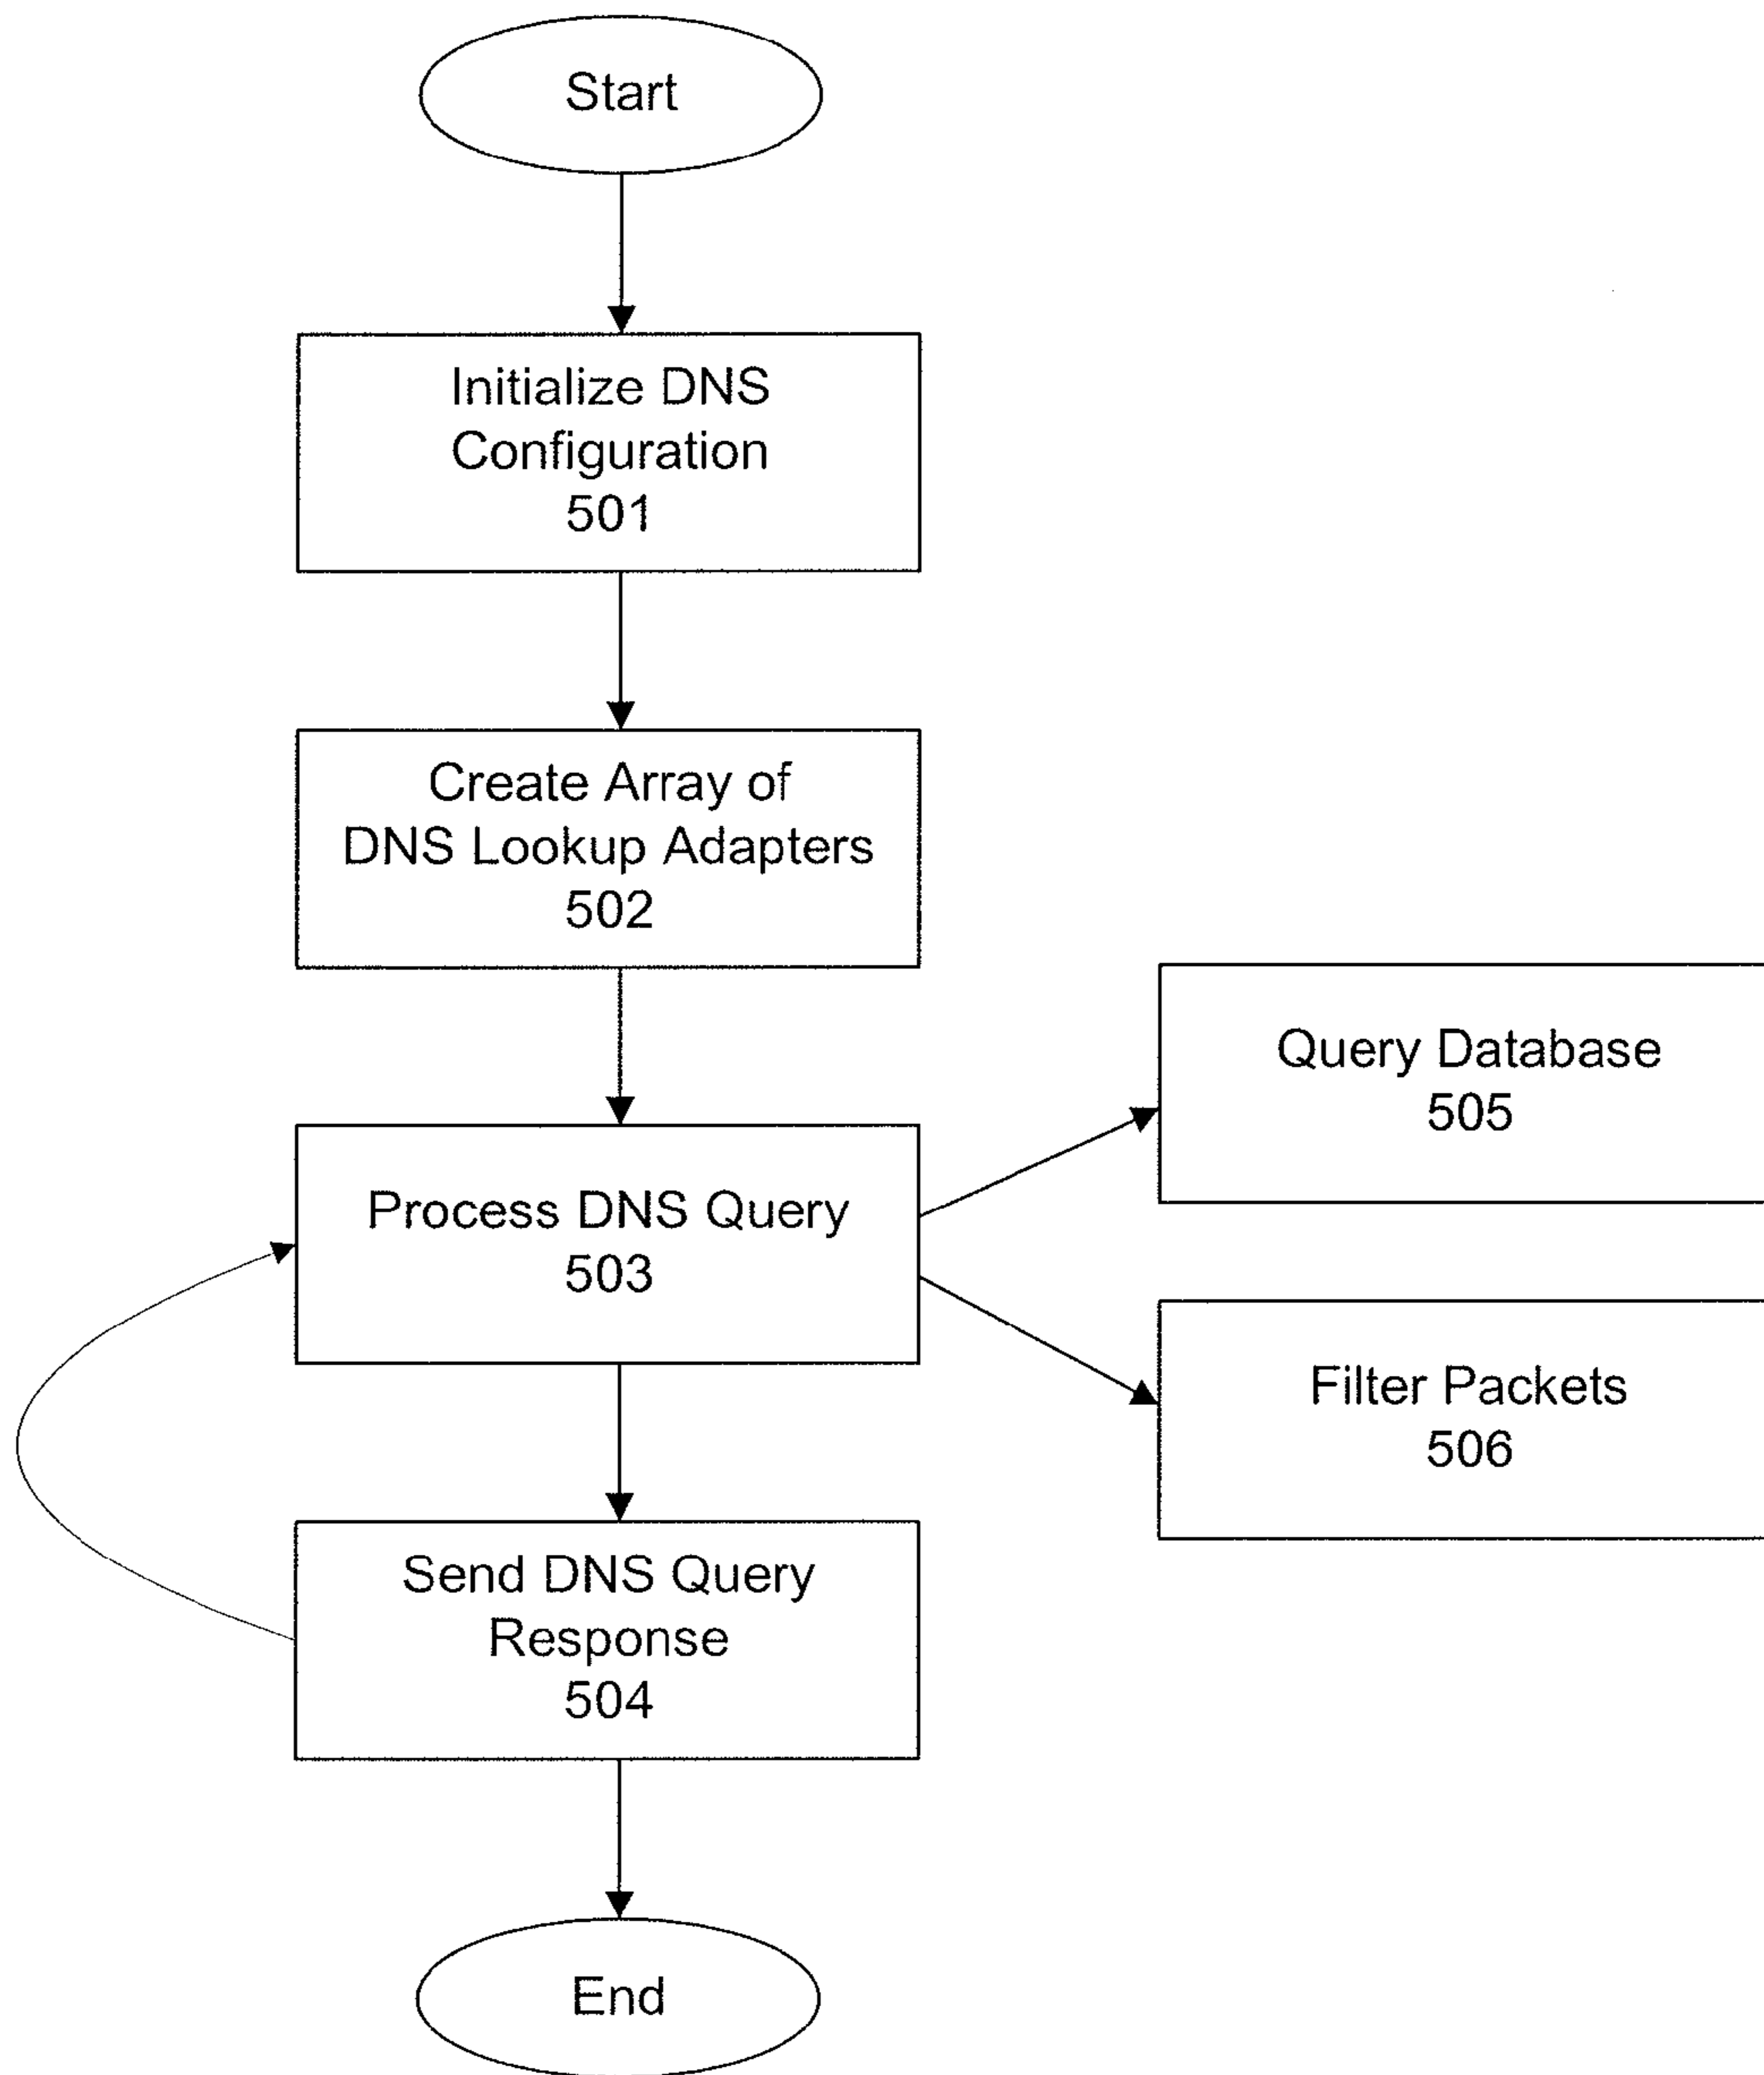 Start
Initialize DNS
Configuration
501
Create Array of
DNS Lookup Adapters
502
Process DNS Query
503
Query Database
505
Filter Packets
506
Send DNS Query
Response
504
End